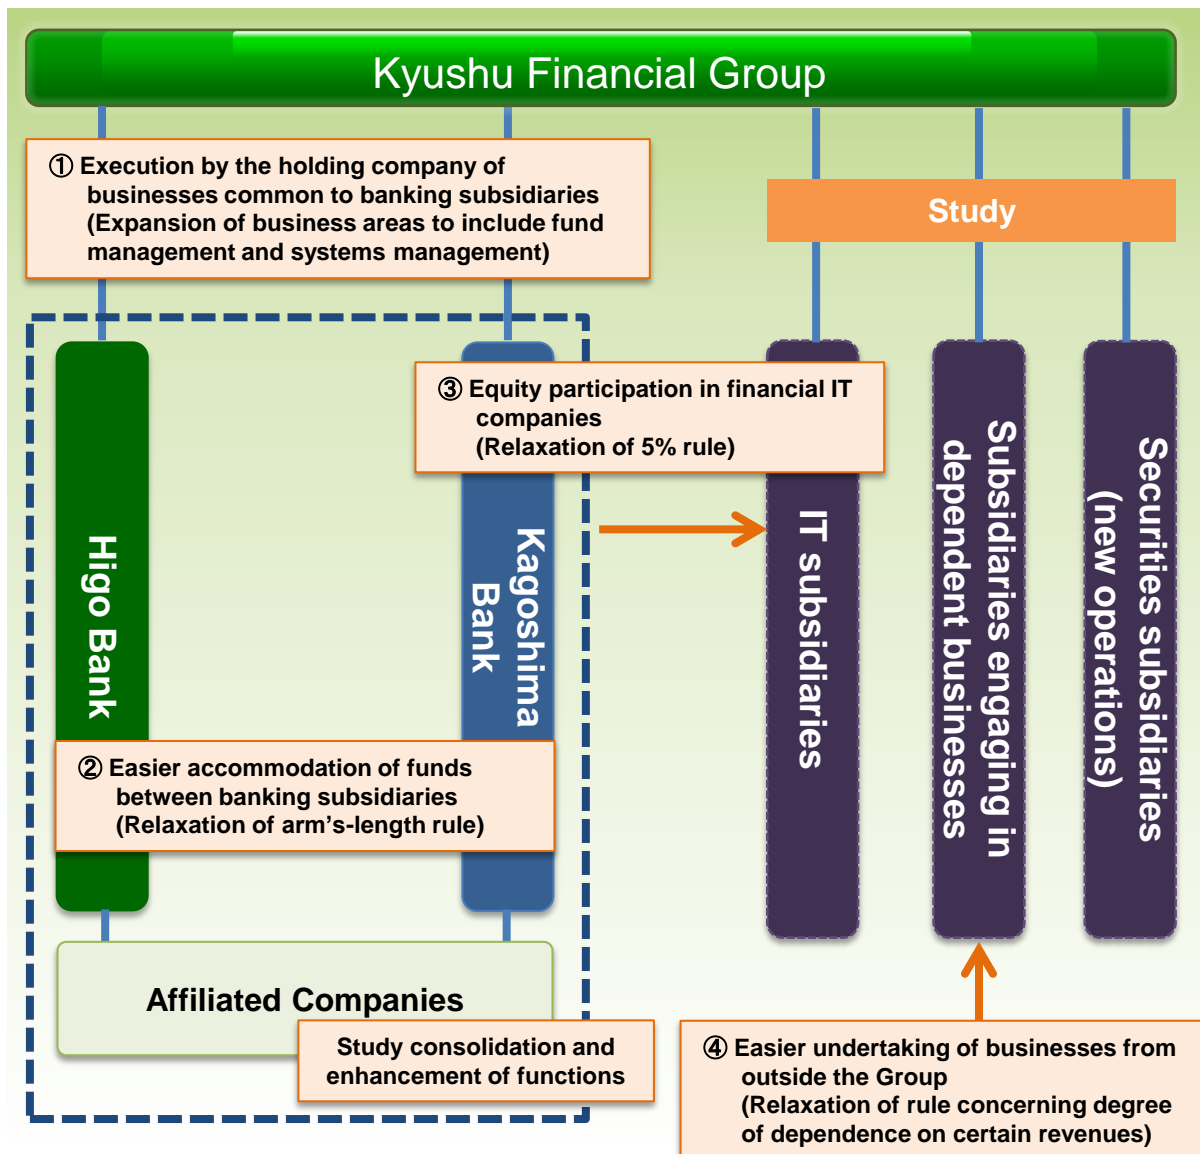 Kyushu Financial Group
① Execution by the holding company of
businesses common to banking subsidiaries
(Expansion of business areas to include fund
management and systems management)
Study
③ Equity participation in financial IT
companies
(Relaxation of 5% rule)
Higo Bank
Kagoshima
Bank
IT subsidiaries
Subsidiaries engaging in
dependent businesses
Securities subsidiaries
(new operations)
② Easier accommodation of funds
between banking subsidiaries
(Relaxation of arm’s-length rule)
Affiliated Companies
Study consolidation and
enhancement of functions
④ Easier undertaking of businesses from
outside the Group
(Relaxation of rule concerning degree
of dependence on certain revenues)